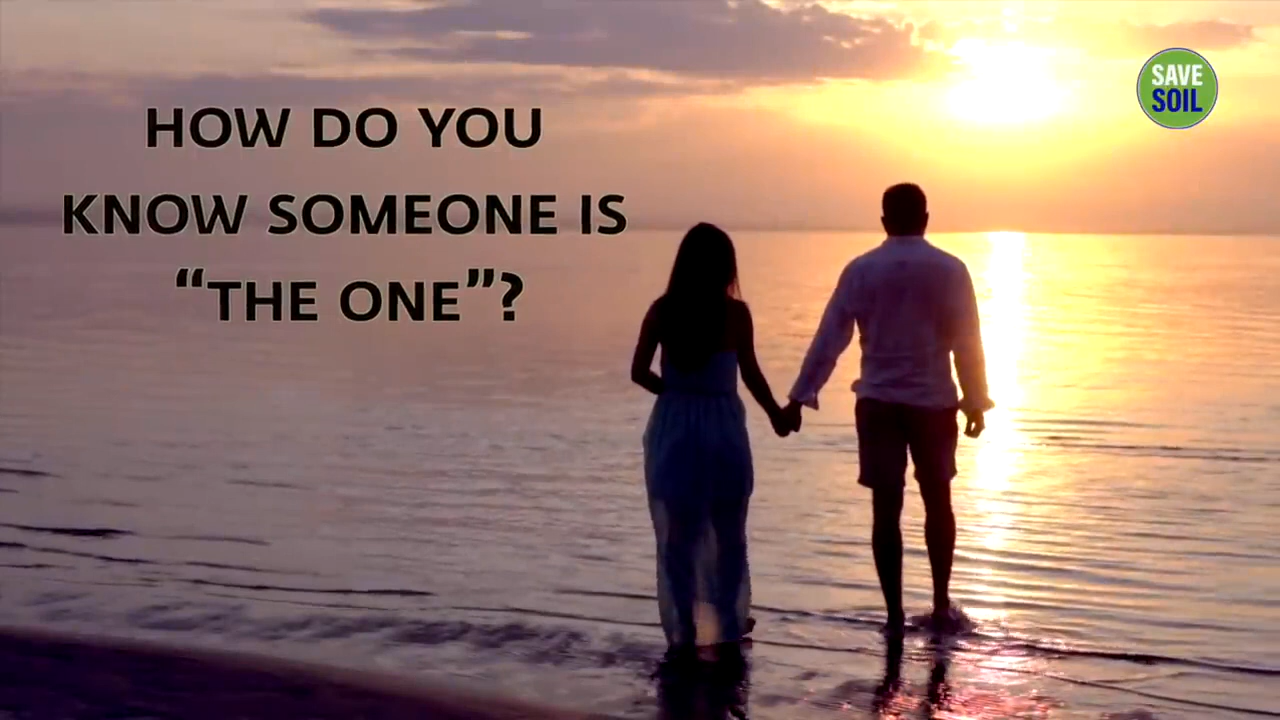 HOW DO YOU
KNOW SOMEONE IS
“THE ONE”?
SAVE
SOIL